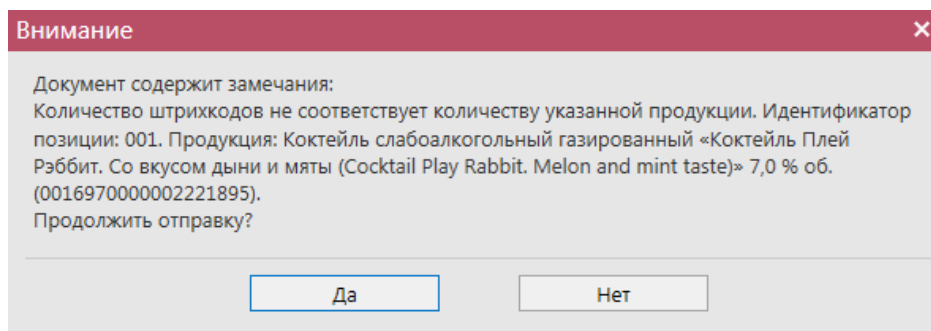 Внимание
Документ содержит замечания:
Количество штрихкодов не соответствует количеству указанной продукции. Идентификатор
позиции: 001. Продукция: Коктейль слабоалкогольный газированный «Коктейль Плей
Рэббит. Со вкусом дыни и мяты (Cocktail Play Rabbit. Melon and mint taste)» 7,0 % об.
(0016970000002221895).
Продолжить отправку?
Да
Нет